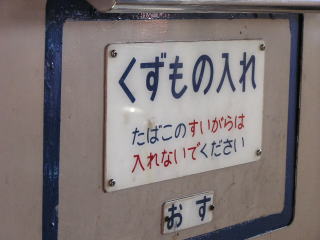 くずもの入れ
たばこのすいがらは
入れないでください
おす